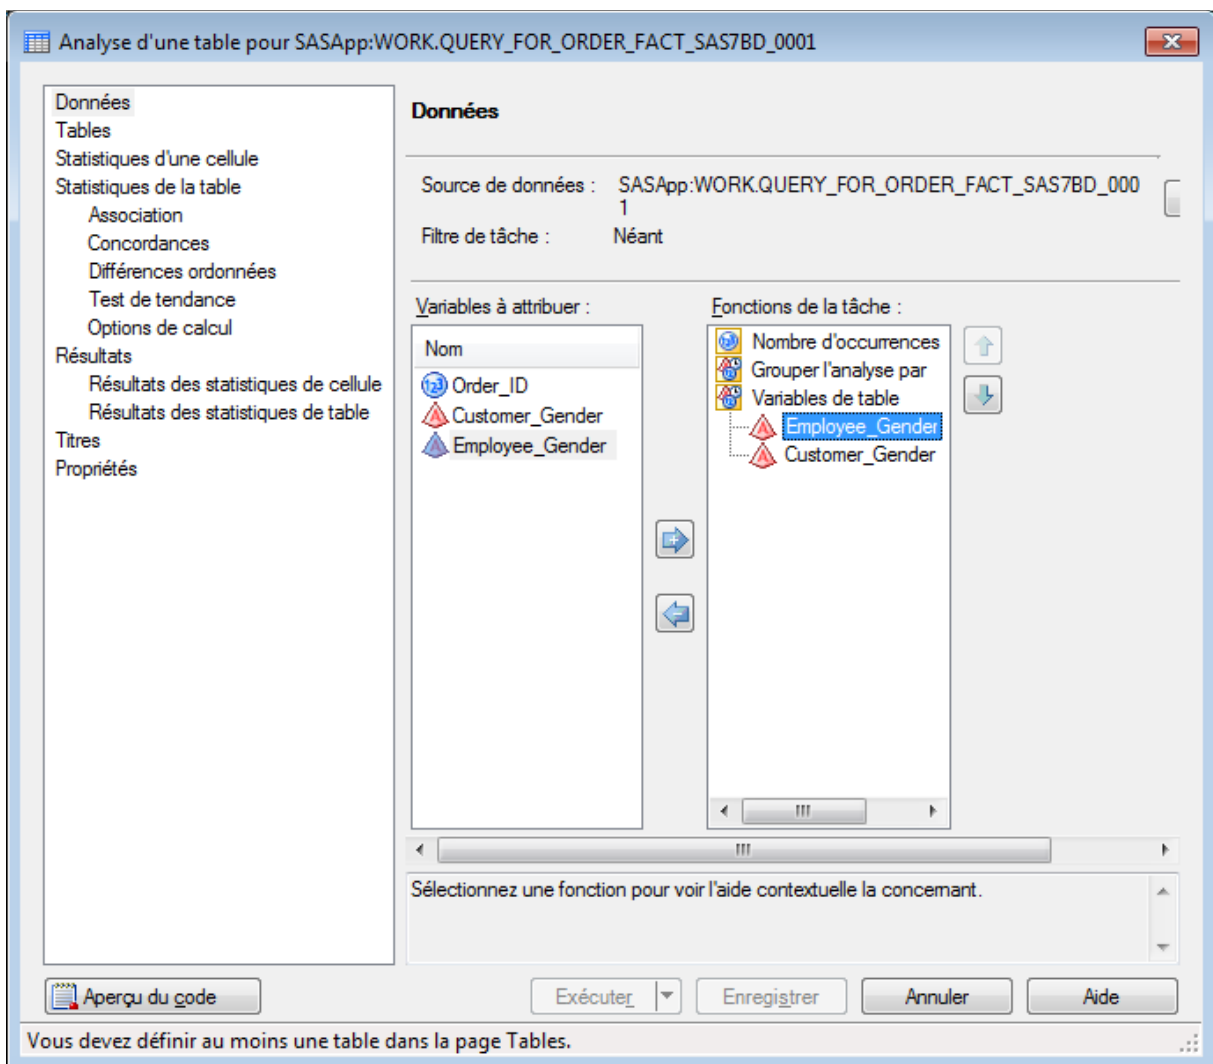 Analyse d'une table pour SASApp:WORK.QUERY_FOR_ORDER_FACT_SAS7BD_0001
Données
Tables
Statistiques d'une cellule
Statistiques de la table
Association
Concordances
Différences ordonnées
Test de tendance
Options de calcul
Résultats
Résultats des statistiques de cellule
Résultats des statistiques de table
Titres
Propriétés
Données
Source de données : SASApp:WORK.QUERY_FOR_ORDER_FACT_SAS7BD_000
1
Filtre de tâche : Néant
Variables à attribuer :
Nom
Order_ID
Customer_Gender
Employee_Gender
Fonctions de la tâche :
Nombre d'occurrences
Grouper l'analyse par
Variables de table
Employee_Gender
Customer_Gender
Sélectionnez une fonction pour voir l'aide contextuelle la concernant.
Aperçu du code
Exécuter
Enregistrer
Annuler
Aide
Vous devez définir au moins une table dans la page Tables.